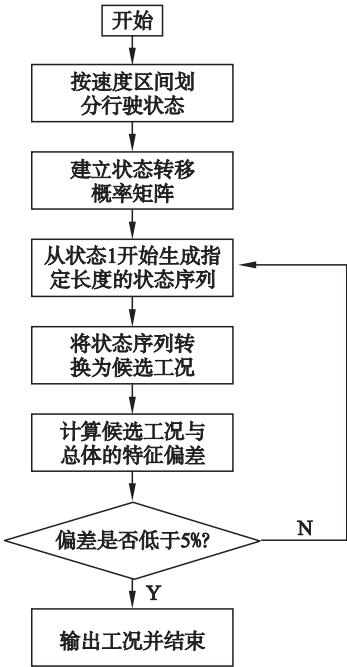 开始
按速度区间划
分行驶状态
建立状态转移
概率矩阵
从状态1开始生成指
定长度的状态序列
将状态序列转
换为候选工况
计算候选工况与
总体的特征偏差
偏差是否低于5%?
N
Y
输出工况并结束